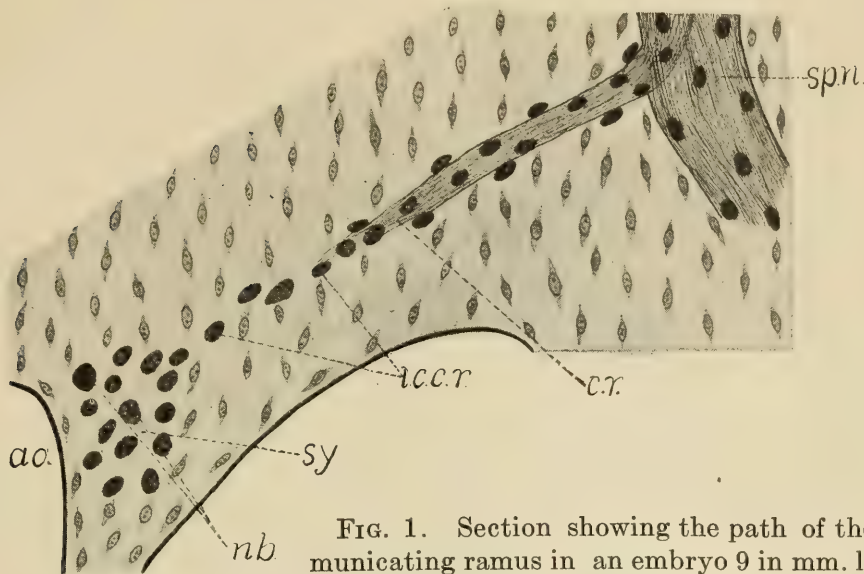 sp.n.
i.c.c.r.
c.r.
ao.
sy
nb
FIG. 1. Section showing the path of the
municating ramus in an embryo 9 in mm.